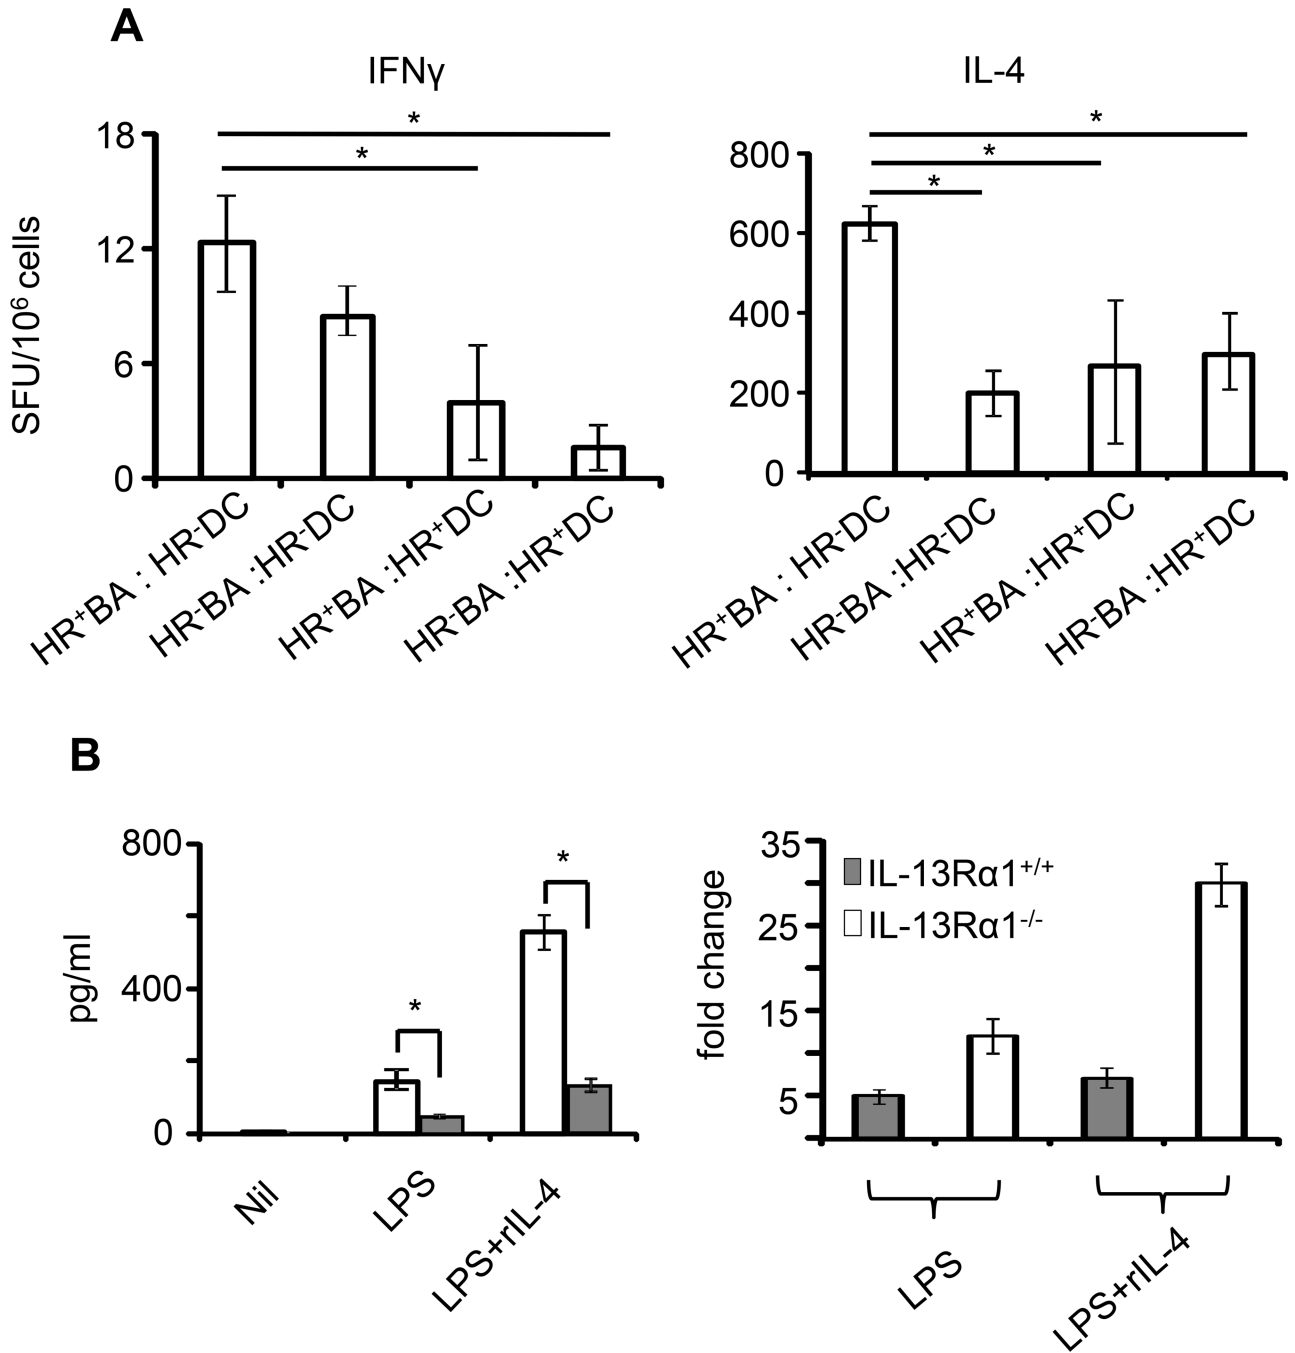 A
IFNγ
IL-4
SFU/10⁶ cells
18
12
6
0
*
*
HR⁺BA : HR⁻DC
HR⁻BA :HR⁻DC
HR⁺BA :HR⁺DC
HR⁻BA :HR⁺DC
800
600
400
200
0
*
*
*
HR⁺BA : HR⁻DC
HR⁻BA :HR⁻DC
HR⁺BA :HR⁺DC
HR⁻BA :HR⁺DC
B
pg/ml
800
400
0
*
*
Nil
LPS
LPS+rIL-4
fold change
35
25
15
5
IL-13Rα1⁺/⁺
IL-13Rα1⁻/⁻
LPS
LPS+rIL-4